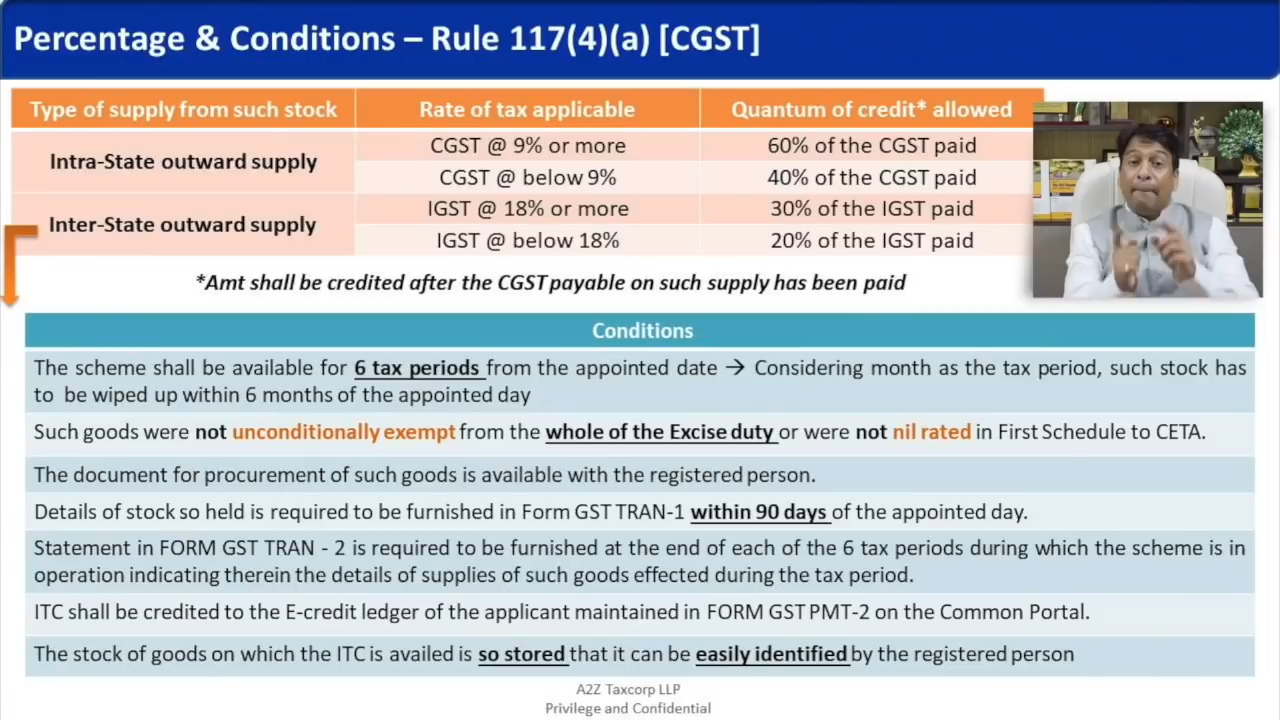 Percentage & Conditions – Rule 117(4)(a) [CGST]
Type of supply from such stock Rate of tax applicable Quantum of credit* allowed
Intra-State outward supply
CGST @ 9% or more 60% of the CGST paid
CGST @ below 9% 40% of the CGST paid
Inter-State outward supply
IGST @ 18% or more 30% of the IGST paid
IGST @ below 18% 20% of the IGST paid
*Amt shall be credited after the CGST payable on such supply has been paid
Conditions
The scheme shall be available for 6 tax periods from the appointed date → Considering month as the tax period, such stock has
to be wiped up within 6 months of the appointed day
Such goods were not unconditionally exempt from the whole of the Excise duty or were not nil rated in First Schedule to CETA.
The document for procurement of such goods is available with the registered person.
Details of stock so held is required to be furnished in Form GST TRAN-1 within 90 days of the appointed day.
Statement in FORM GST TRAN - 2 is required to be furnished at the end of each of the 6 tax periods during which the scheme is in
operation indicating therein the details of supplies of such goods effected during the tax period.
ITC shall be credited to the E-credit ledger of the applicant maintained in FORM GST PMT-2 on the Common Portal.
The stock of goods on which the ITC is availed is so stored that it can be easily identified by the registered person
A2Z Taxcorp LLP
Privilege and Confidential